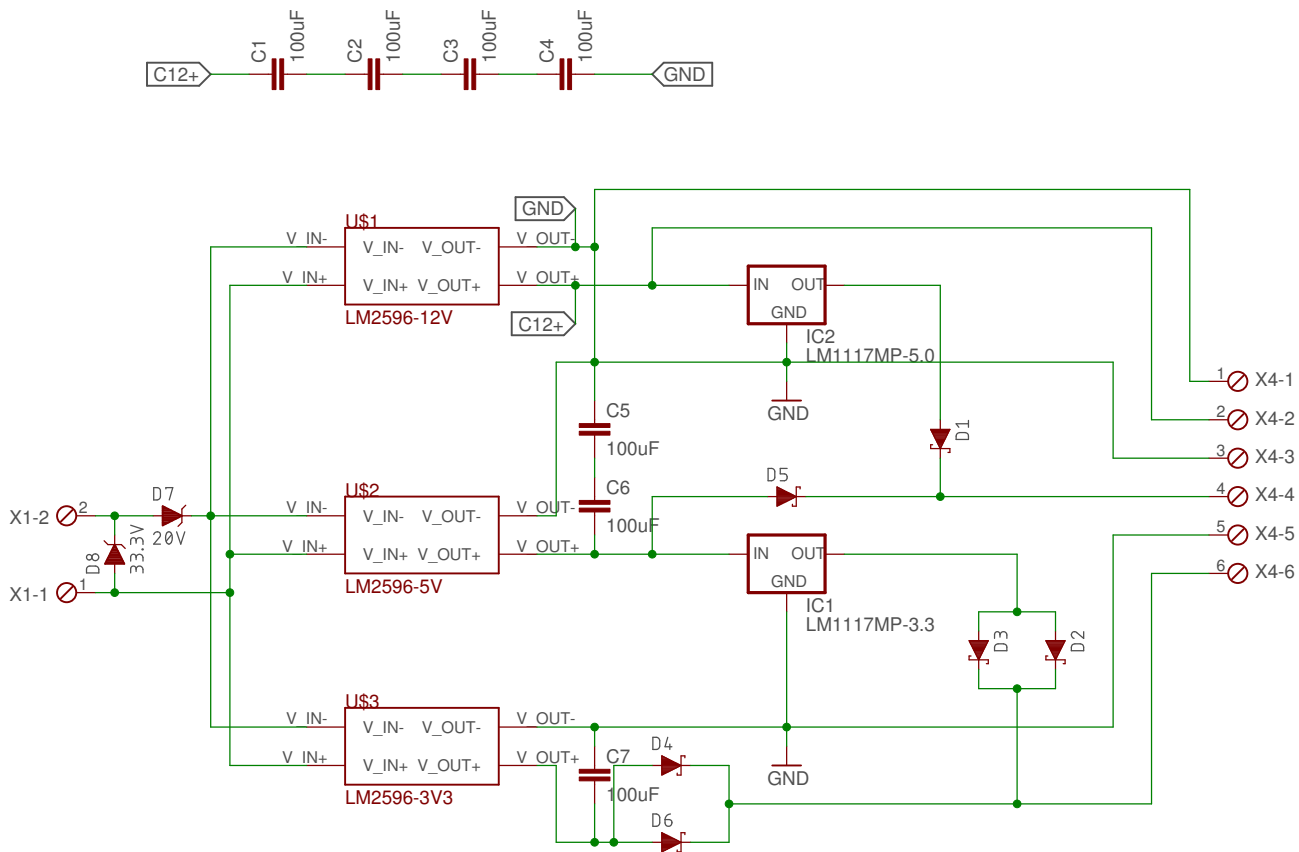 C1 100uF C2 100uF C3 100uF C4 100uF
C12+ GND
GND
U$1
V_IN- V_IN- V_OUT- V_OUT-
V_IN+ V_IN+ V_OUT+ V_OUT+
LM2596-12V
C12+
IN OUT
GND
IC2
LM1117MP-5.0
GND
1 X4-1
2 X4-2
3 X4-3
4 X4-4
5 X4-5
6 X4-6
C5
100uF
C6
100uF
D1
D5
X1-2 2
D7
20V
D8 33.3V
X1-1 1
U$2
V_IN- V_IN- V_OUT- V_OUT-
V_IN+ V_IN+ V_OUT+ V_OUT+
LM2596-5V
IN OUT
GND
IC1
LM1117MP-3.3
D3 D2
U$3
V_IN- V_IN- V_OUT- V_OUT-
V_IN+ V_IN+ V_OUT+ V_OUT+
LM2596-3V3
C7
100uF
D4
D6
GND